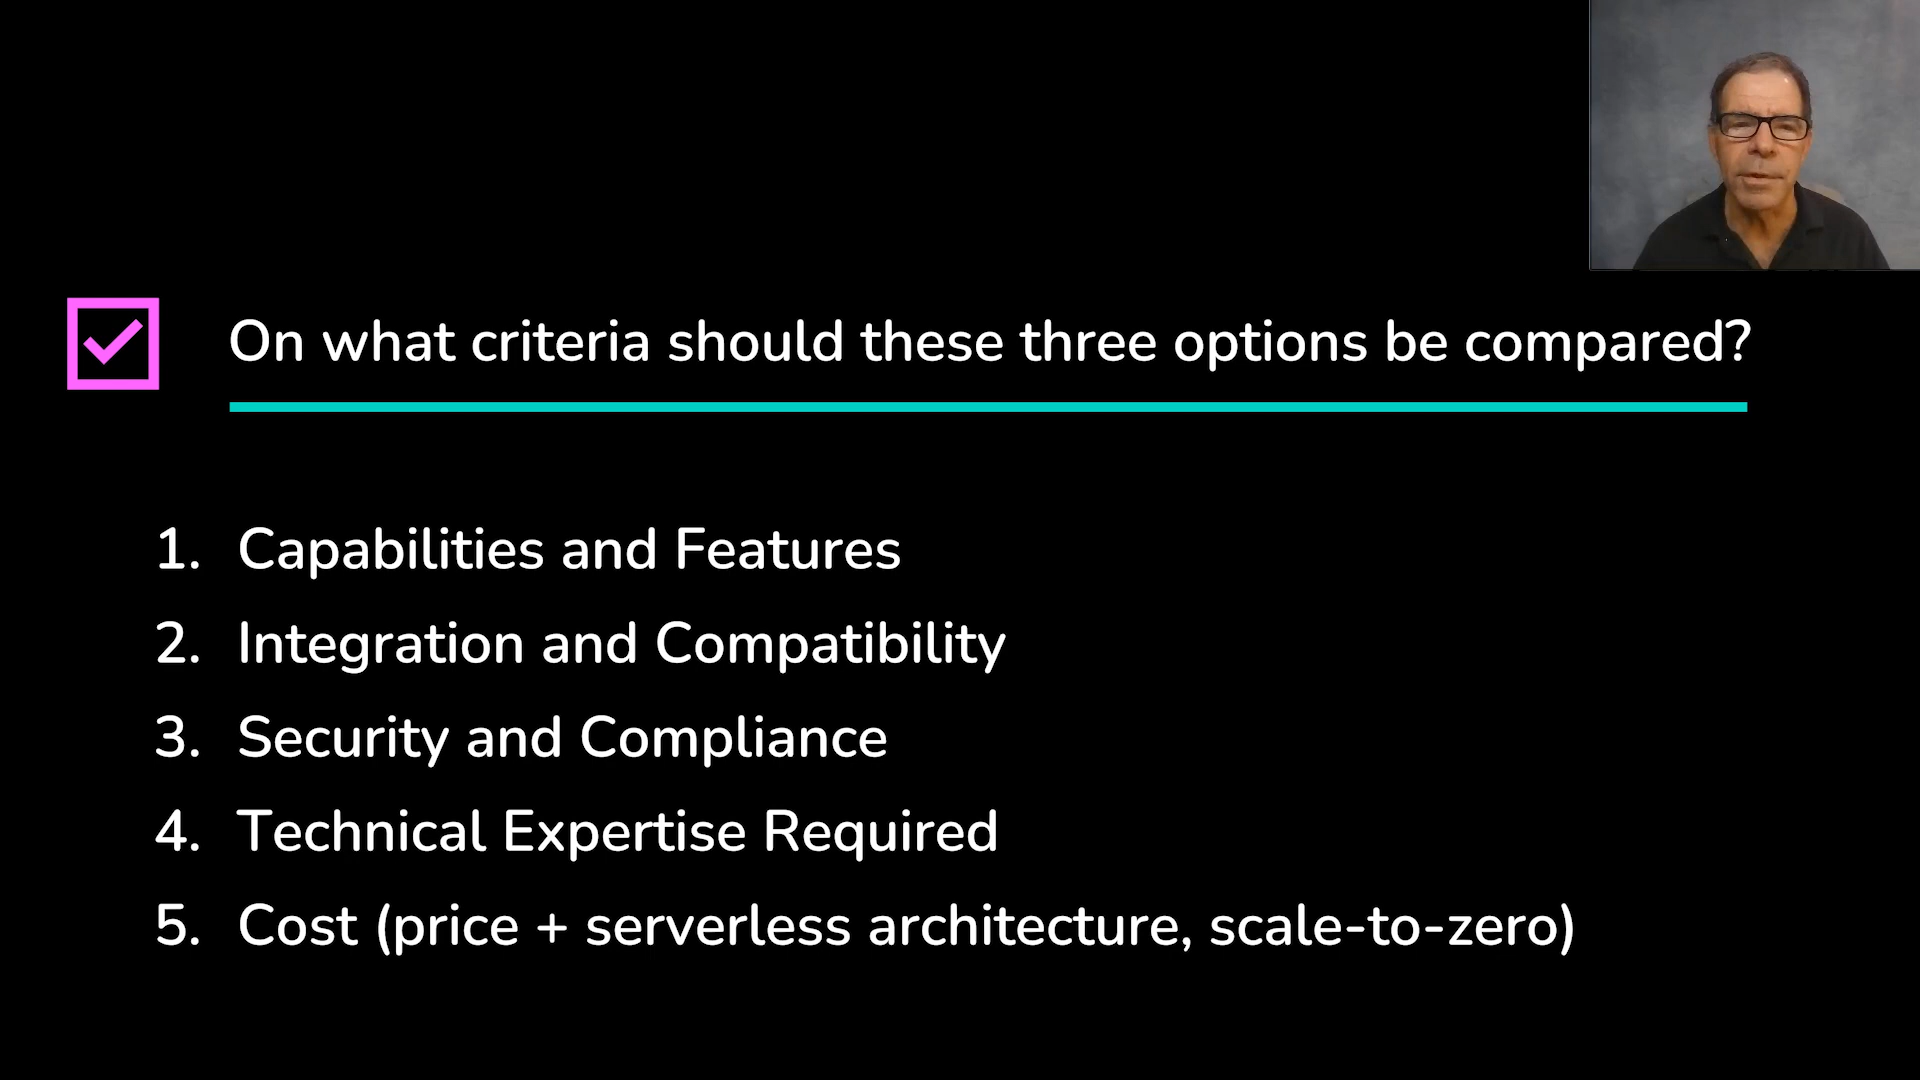 On what criteria should these three options be compared?
1. Capabilities and Features
2. Integration and Compatibility
3. Security and Compliance
4. Technical Expertise Required
5. Cost (price + serverless architecture, scale-to-zero)